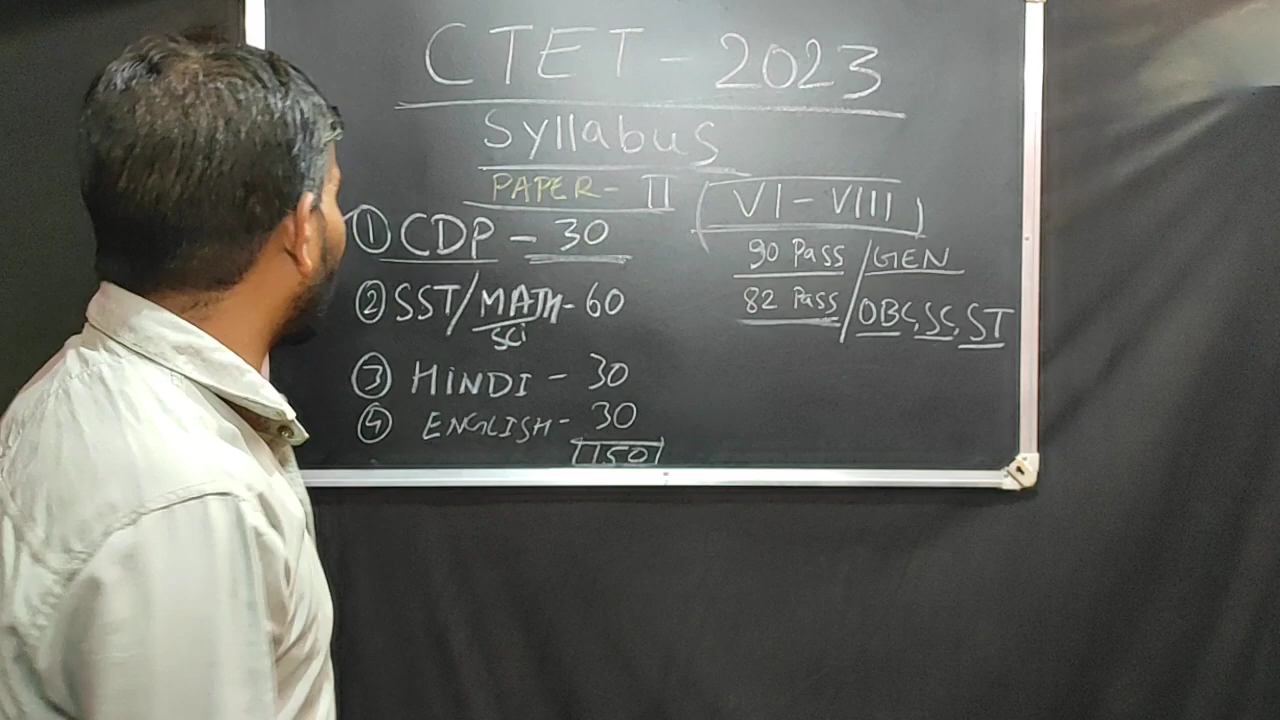 CTET - 2023
Syllabus
PAPER - II (VI - VIII)
① CDP - 30
② SST/MATH - 60
SCI
③ HINDI - 30
④ ENGLISH - 30
150
90 Pass / GEN
82 Pass / OBC, SC, ST